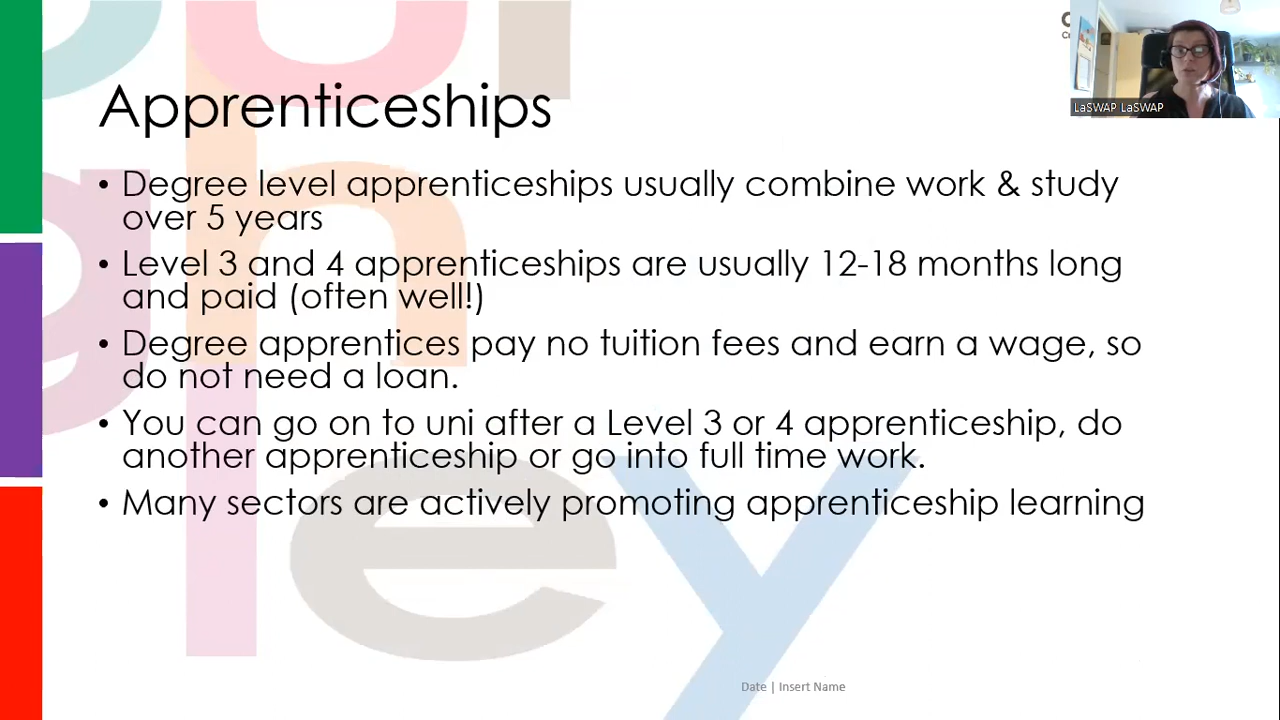 Apprenticeships
• Degree level apprenticeships usually combine work & study
over 5 years
• Level 3 and 4 apprenticeships are usually 12-18 months long
and paid (often well!)
• Degree apprentices pay no tuition fees and earn a wage, so
do not need a loan.
• You can go on to uni after a Level 3 or 4 apprenticeship, do
another apprenticeship or go into full time work.
• Many sectors are actively promoting apprenticeship learning
LaSWAP LaSWAP
Date | Insert Name